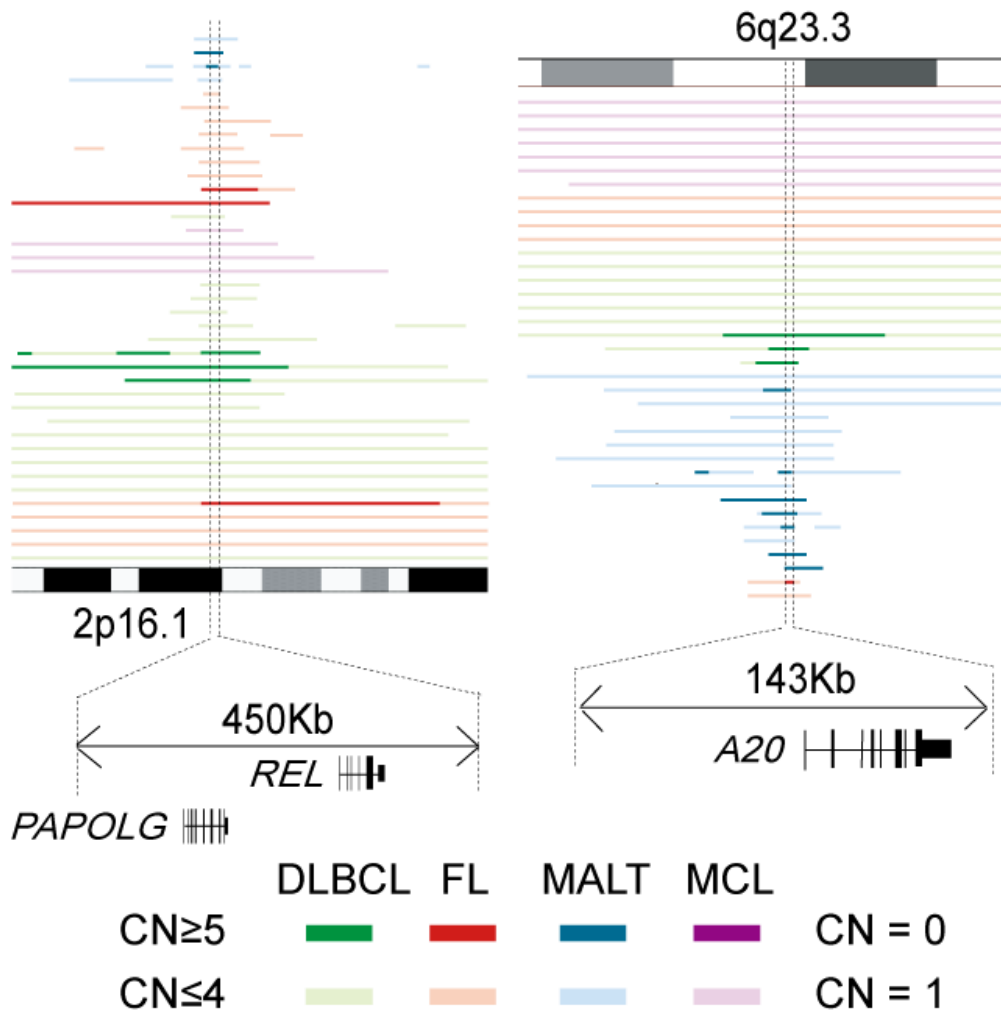 6q23.3
2p16.1
450Kb
REL
PAPOLG
143Kb
A20
DLBCL FL MALT MCL
CN≥5 CN = 0
CN≤4 CN = 1